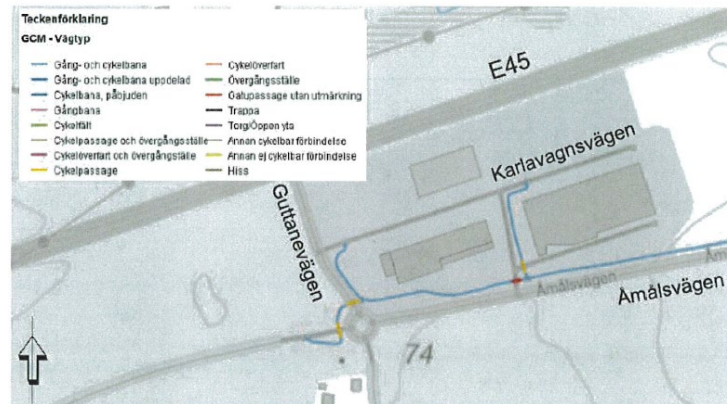 Teckenförklaring
GCM - Vägtyp
Gång- och cykelbana
Gång- och cykelbana uppdelad
Cykelbana, påbjuden
Gångbana
Cykelfält
Cykelpassage och övergångsställe
Cykelöverfart och övergångställe
Cykelpassage
Cykelöverfart
Övergångsställe
Gatupassage utan utmärkning
Trappa
Torg/Öppen yta
Annan cykelbar förbindelse
Annan ej cykelbar förbindelse
Hiss
E45
Karlavagnsvägen
Guttanevägen
Åmålsvägen
Åmålsvägen
74